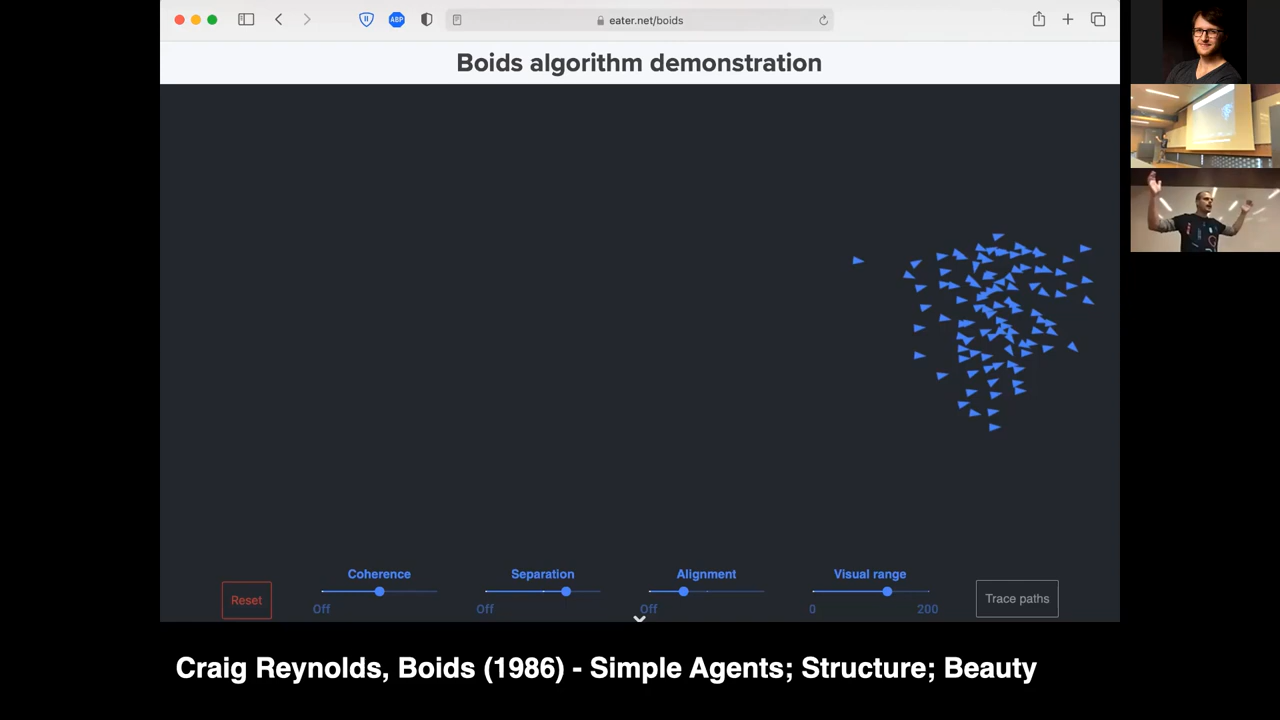 ABP
eater.net/boids
Boids algorithm demonstration
Coherence
Separation
Alignment
Visual range
Reset
Off
Off
Off
0
200
Trace paths
Craig Reynolds, Boids (1986) - Simple Agents; Structure; Beauty